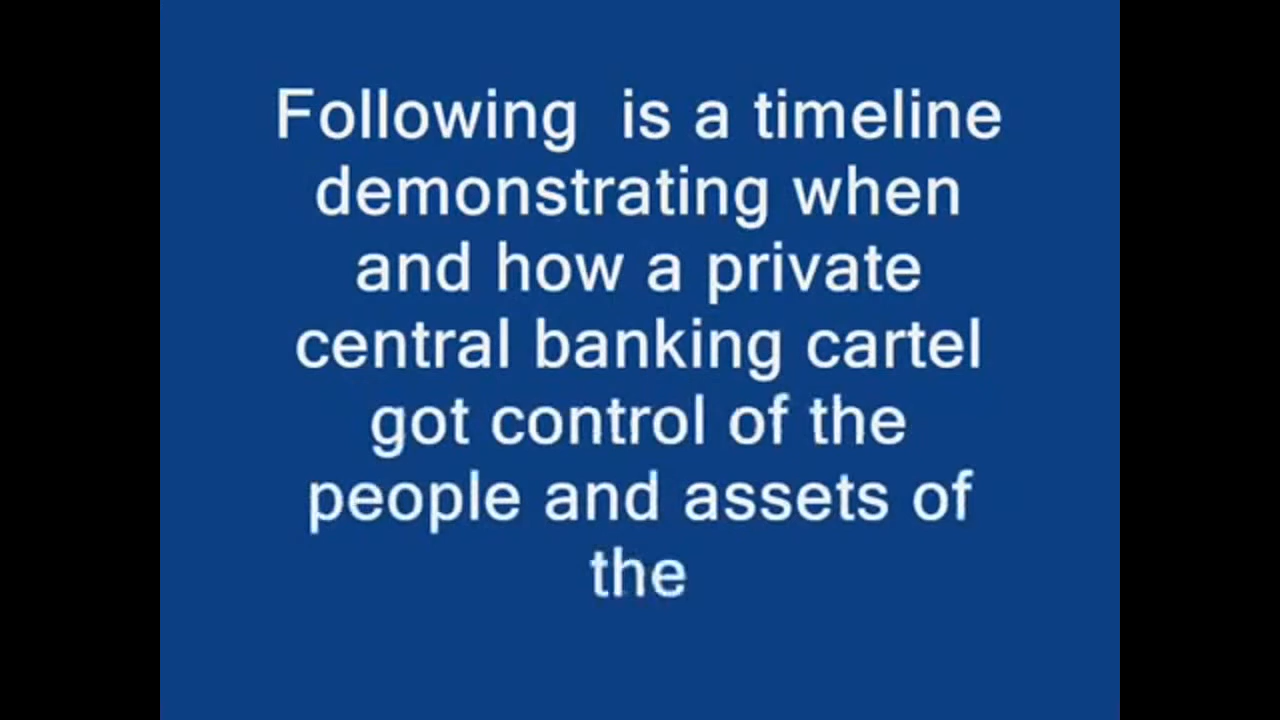 Following  is a timeline
demonstrating when
and how a private
central banking cartel
got control of the
people and assets of
the